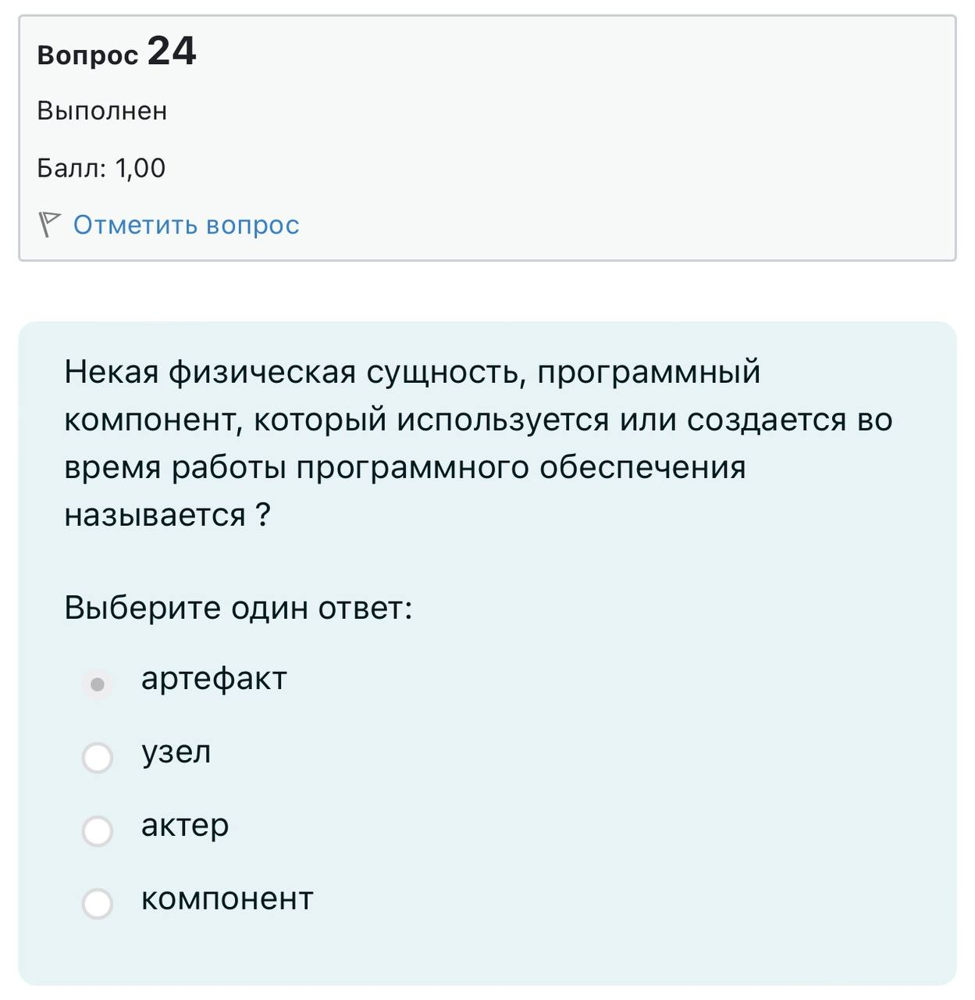 Вопрос 24
Выполнен
Балл: 1,00
Отметить вопрос
Некая физическая сущность, программный
компонент, который используется или создается во
время работы программного обеспечения
называется ?
Выберите один ответ:
артефакт
узел
актер
компонент